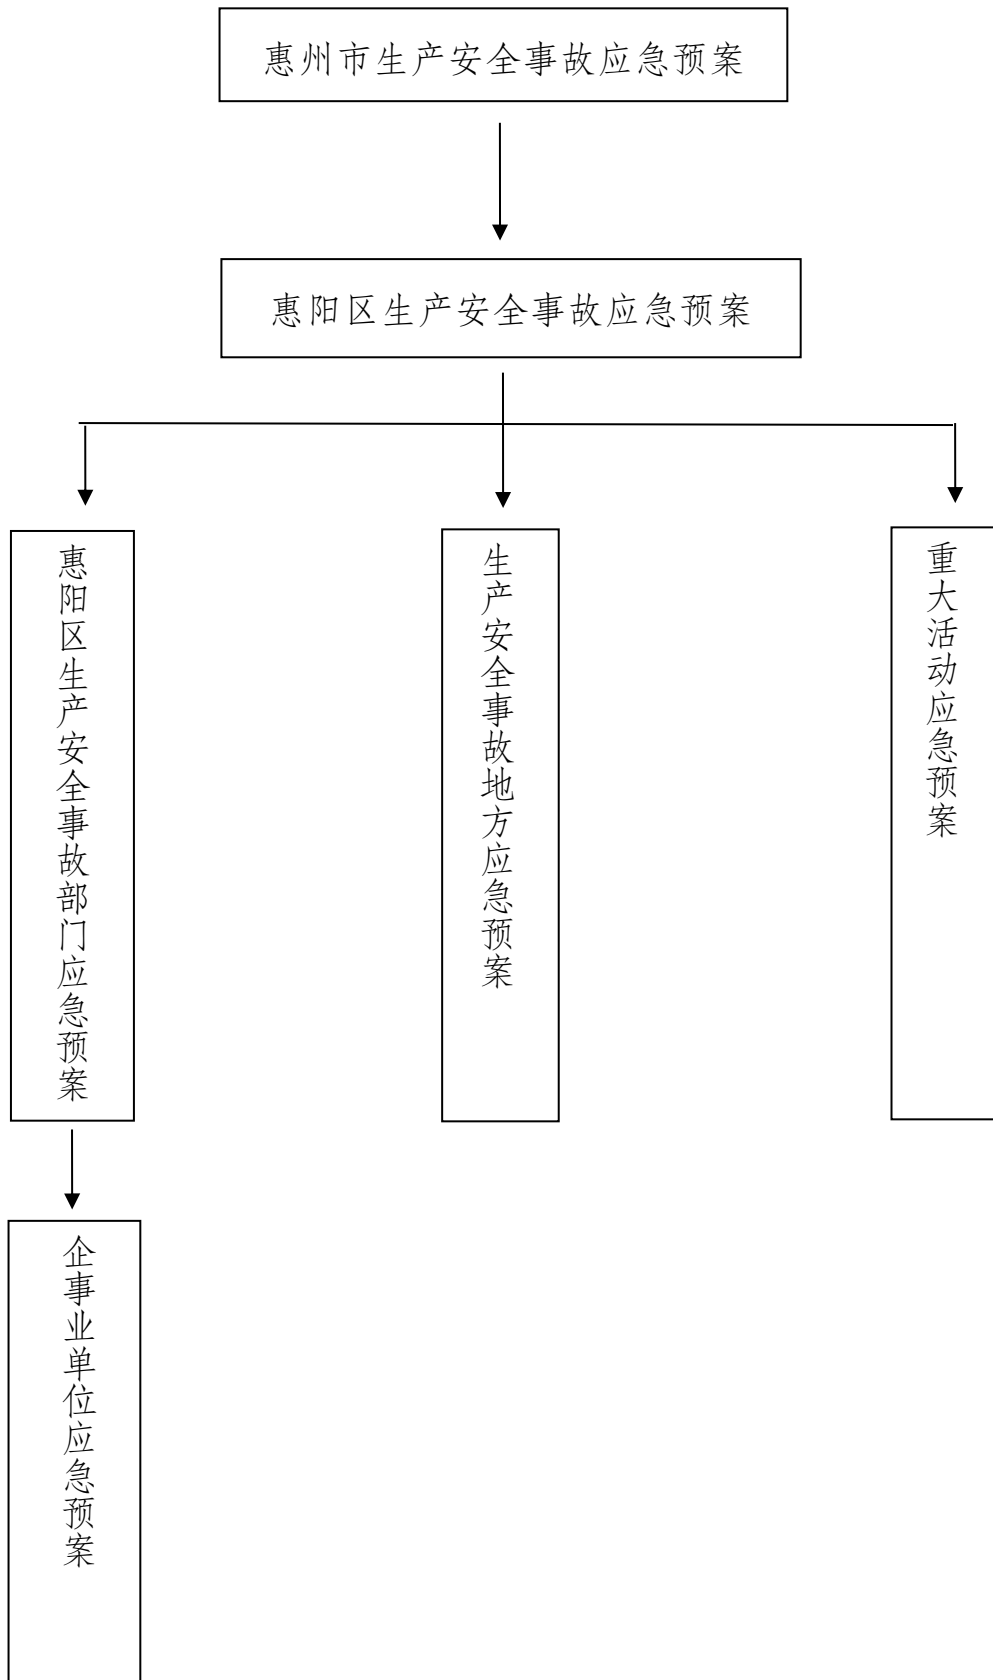 惠州市生产安全事故应急预案
惠阳区生产安全事故应急预案
惠阳区生产安全事故部门应急预案
生产安全事故地方应急预案
重大活动应急预案
企事业单位应急预案